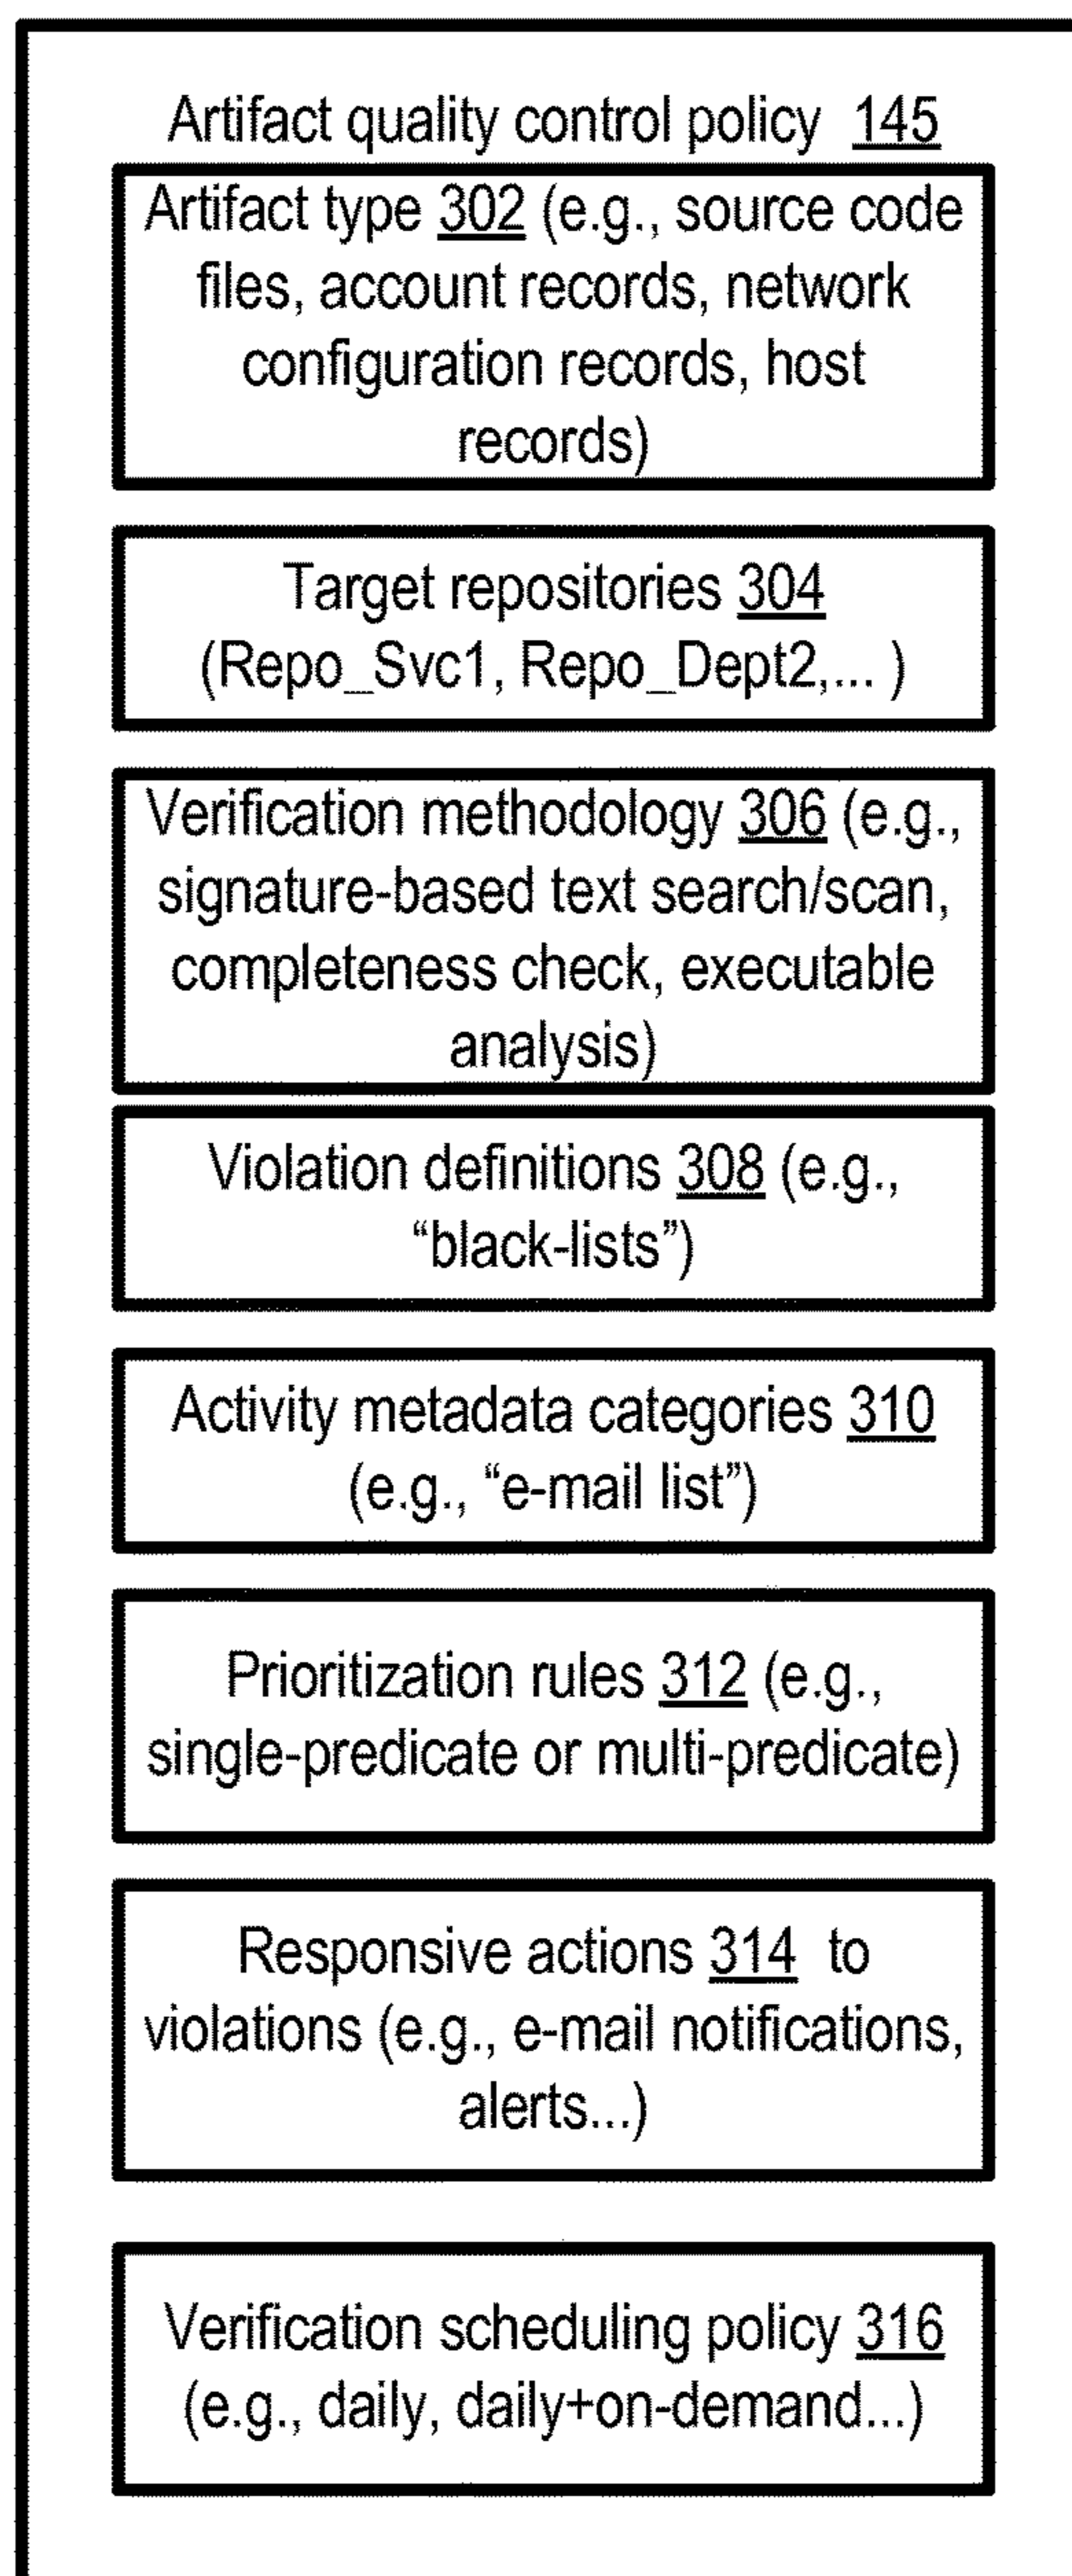 Artifact quality control policy 145
Artifact type 302 (e.g., source code
files, account records, network
configuration records, host
records)
Target repositories 304
(Repo_Svc1, Repo_Dept2,... )
Verification methodology 306 (e.g.,
signature-based text search/scan,
completeness check, executable
analysis)
Violation definitions 308 (e.g.,
“black-lists”)
Activity metadata categories 310
(e.g., “e-mail list”)
Prioritization rules 312 (e.g.,
single-predicate or multi-predicate)
Responsive actions 314 to
violations (e.g., e-mail notifications,
alerts...)
Verification scheduling policy 316
(e.g., daily, daily+on-demand...)